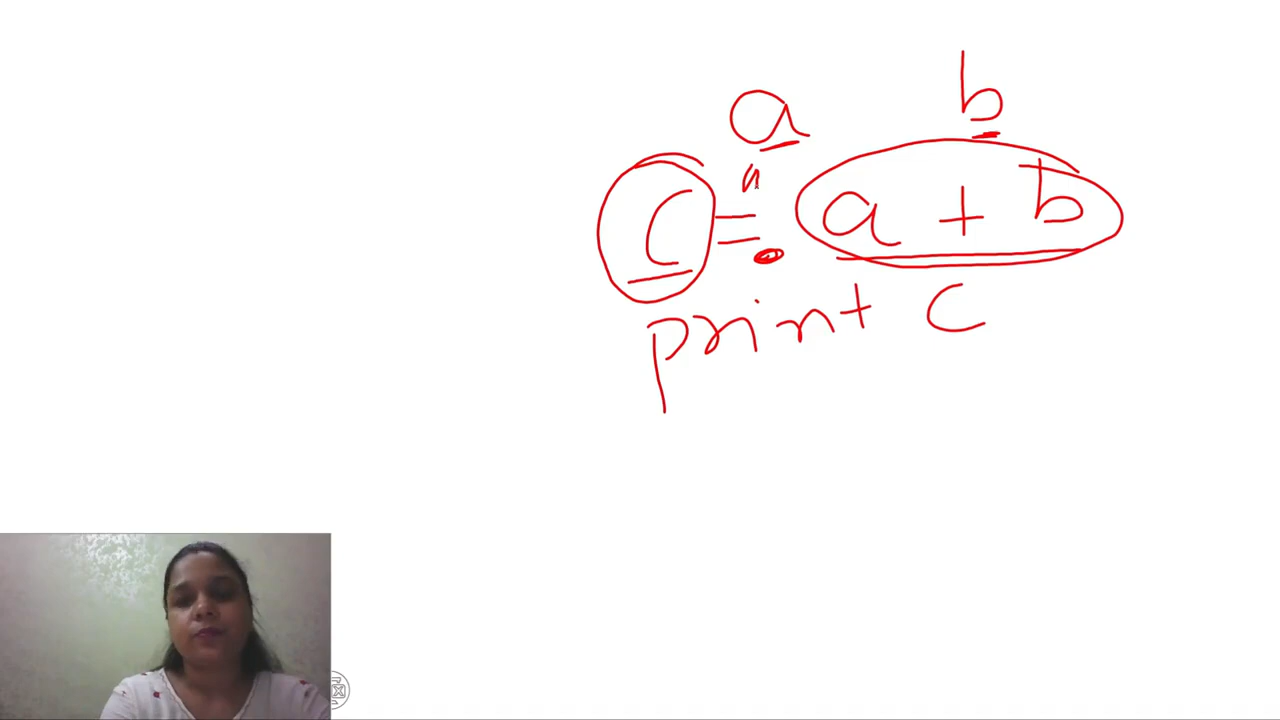 a b
c = a + b
print c